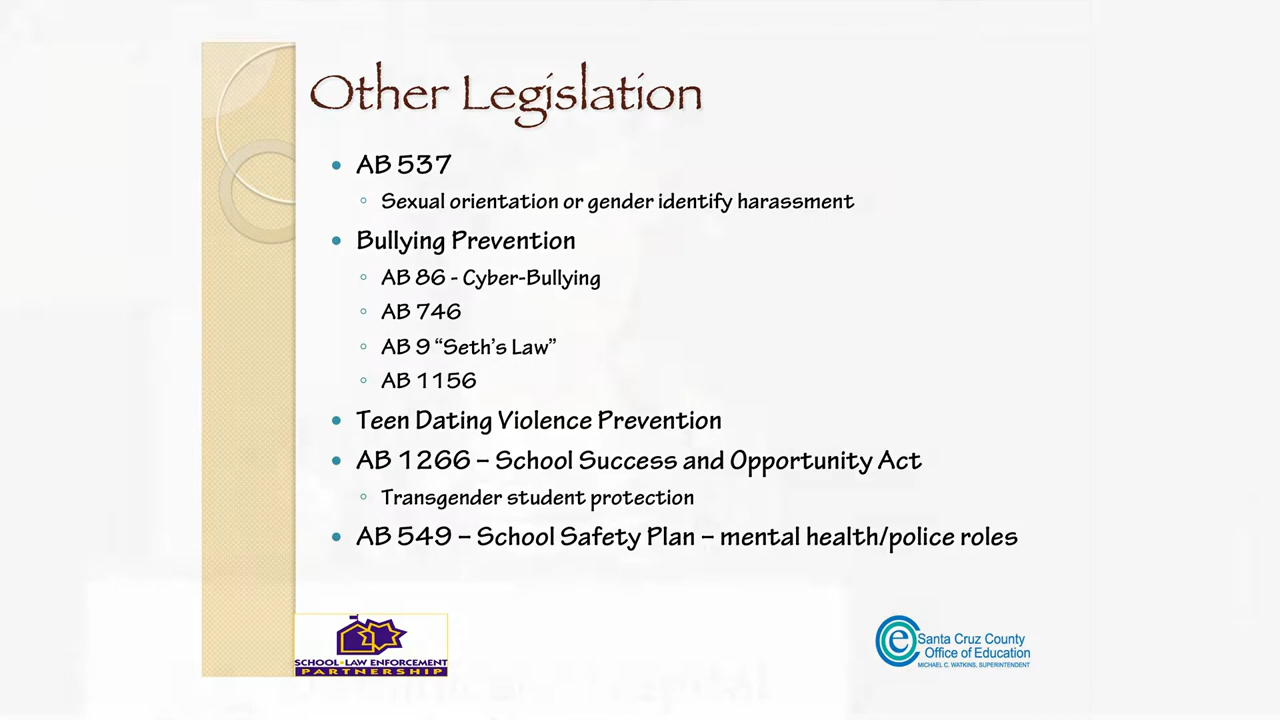 Other Legislation
AB 537
Sexual orientation or gender identify harassment
Bullying Prevention
AB 86 - Cyber-Bullying
AB 746
AB 9 “Seth’s Law”
AB 1156
Teen Dating Violence Prevention
AB 1266 – School Success and Opportunity Act
Transgender student protection
AB 549 – School Safety Plan – mental health/police roles
SCHOOL LAW ENFORCEMENT
PARTNERSHIP
Santa Cruz County
Office of Education
MICHAEL C. WATKINS, SUPERINTENDENT